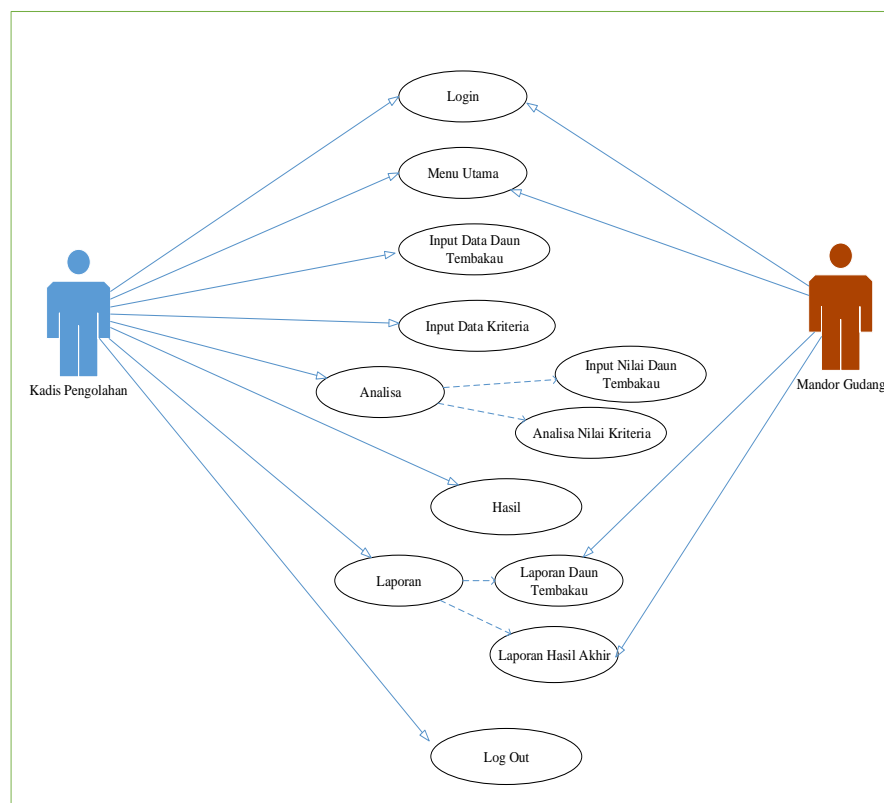 Login
Menu Utama
Input Data Daun
Tembakau
Input Data Kriteria
Input Nilai Daun
Tembakau
Kadis Pengolahan
Analisa
Mandor Gudang
Analisa Nilai Kriteria
Hasil
Laporan
Laporan Daun
Tembakau
Laporan Hasil Akhir
Log Out